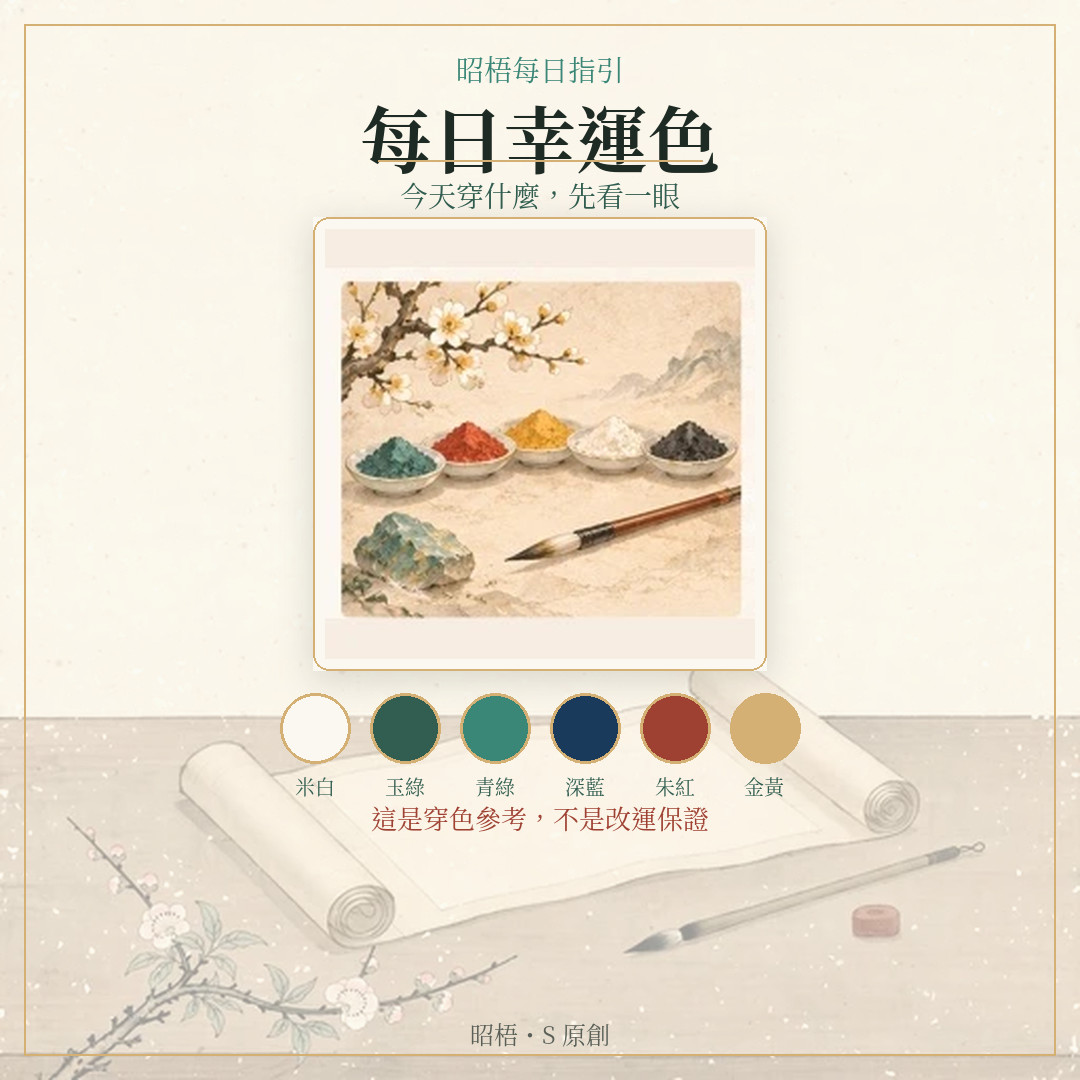 昭梧每日指引
每日幸運色
今天穿什麼，先看一眼
米白 玉綠 青綠 深藍 朱紅 金黃
這是穿色參考，不是改運保證
昭梧・S 原創